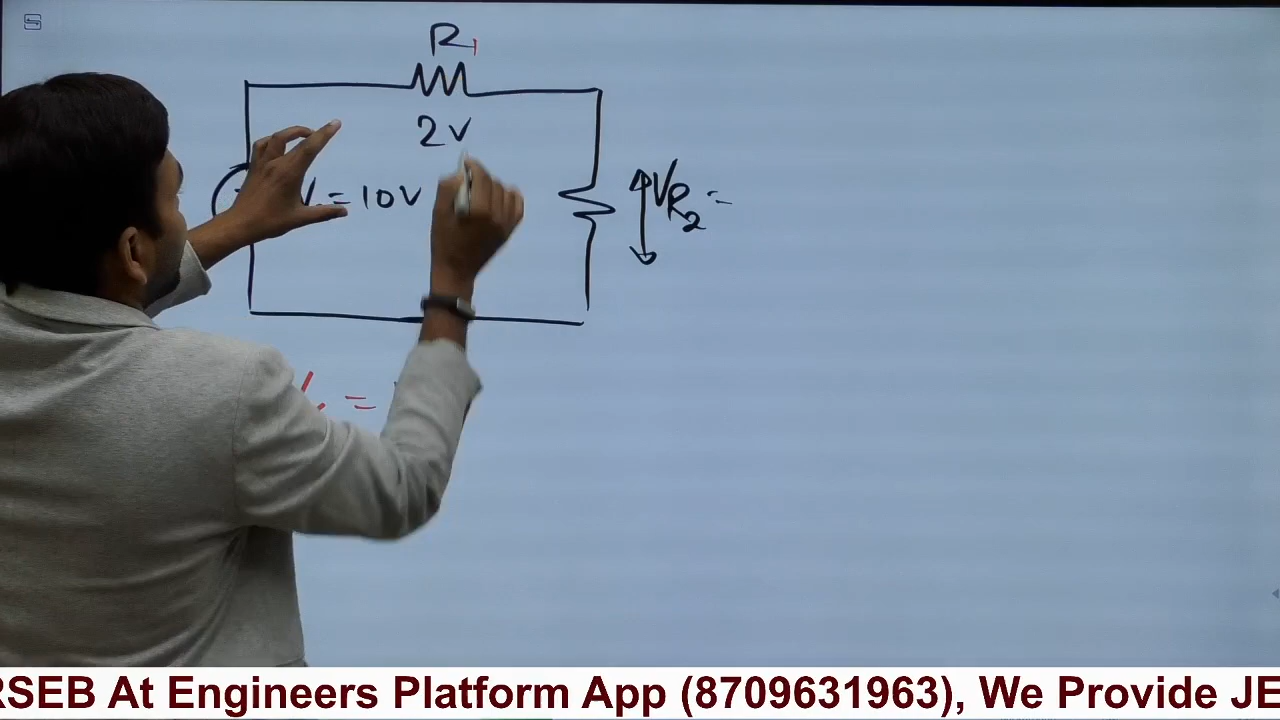 R1
2V
= 10V
VR2 =
=
RSEB At Engineers Platform App (8709631963), We Provide JE